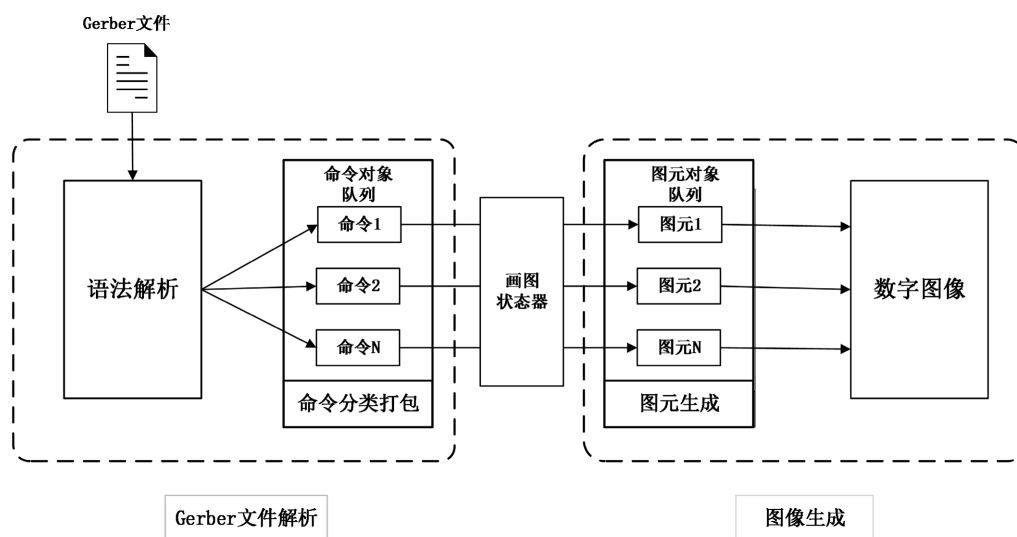 Gerber文件
语法解析
命令对象
队列
命令1
命令2
命令N
命令分类打包
画图
状态器
图元对象
队列
图元1
图元2
图元N
图元生成
数字图像
Gerber文件解析
图像生成